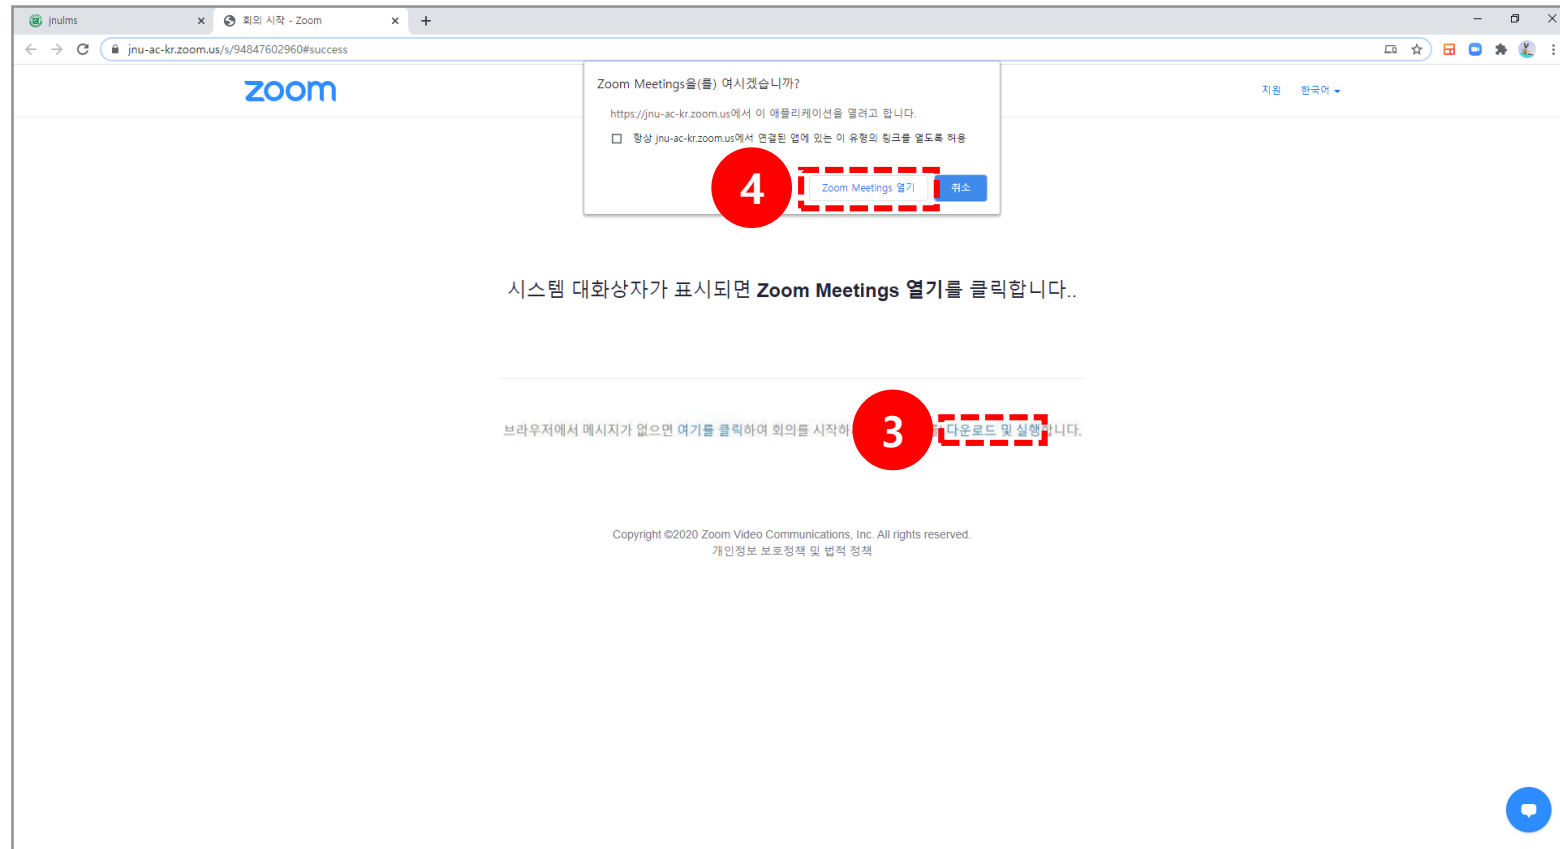 jnulms
회의 시작 - Zoom
jnu-ac-kr.zoom.us/s/94847602960#success
zoom
지원 한국어
Zoom Meetings을(를) 여시겠습니까?
https://jnu-ac-kr.zoom.us에서 이 애플리케이션을 열려고 합니다.
항상 jnu-ac-kr.zoom.us에서 연결된 앱에 있는 이 유형의 링크를 열도록 허용
4
Zoom Meetings 열기 취소
시스템 대화상자가 표시되면 Zoom Meetings 열기를 클릭합니다..
브라우저에서 메시지가 없으면 여기를 클릭하여 회의를 시작하 3 다운로드 및 실행합니다.
Copyright ©2020 Zoom Video Communications, Inc. All rights reserved.
개인정보 보호정책 및 법적 정책